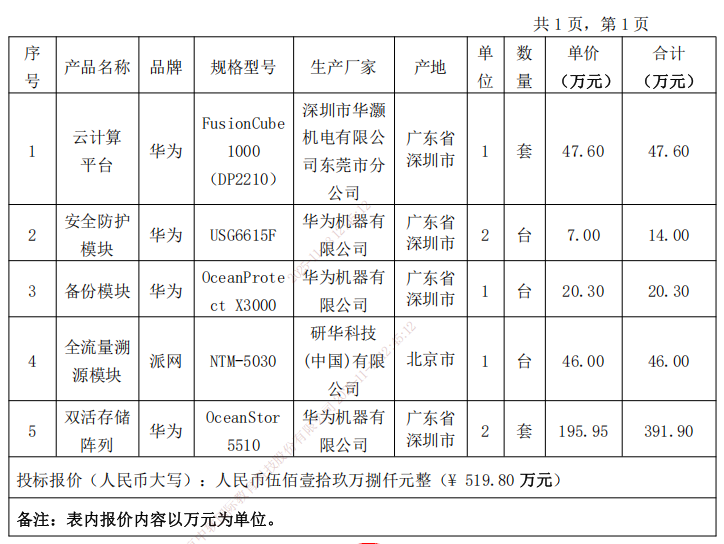 共 1 页，第 1 页
序号 产品名称 品牌 规格型号 生产厂家 产地 单位 数量 单价（万元） 合计（万元）
1 云计算平台 华为 FusionCube 1000（DP2210） 深圳市华灏机电有限公司东莞市分公司 广东省深圳市 1 套 47.60 47.60
2 安全防护模块 华为 USG6615F 华为机器有限公司 广东省深圳市 2 台 7.00 14.00
3 备份模块 华为 OceanProtect X3000 华为机器有限公司 广东省深圳市 1 台 20.30 20.30
4 全流量溯源模块 派网 NTM-5030 研华科技(中国)有限公司 北京市 1 台 46.00 46.00
5 双活存储阵列 华为 OceanStor 5510 华为机器有限公司 广东省深圳市 2 套 195.95 391.90
投标报价（人民币大写）：人民币伍佰壹拾玖万捌仟元整（¥ 519.80 万元）
备注：表内报价内容以万元为单位。